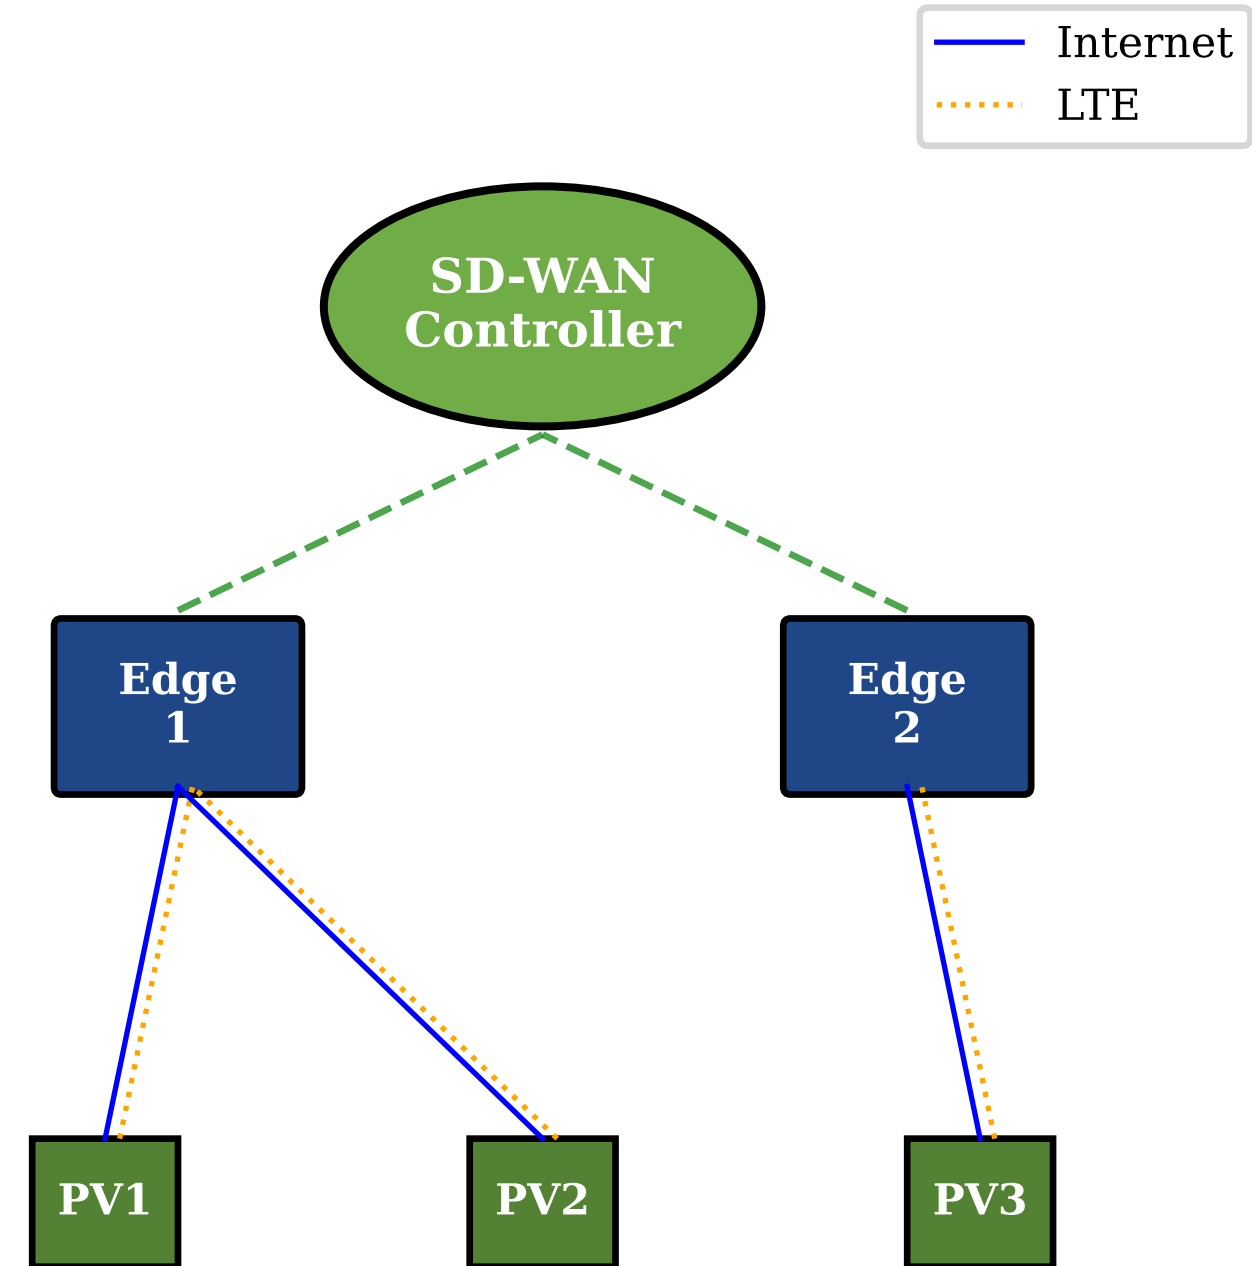 Internet
LTE
SD-WAN
Controller
Edge
1
Edge
2
PV1
PV2
PV3